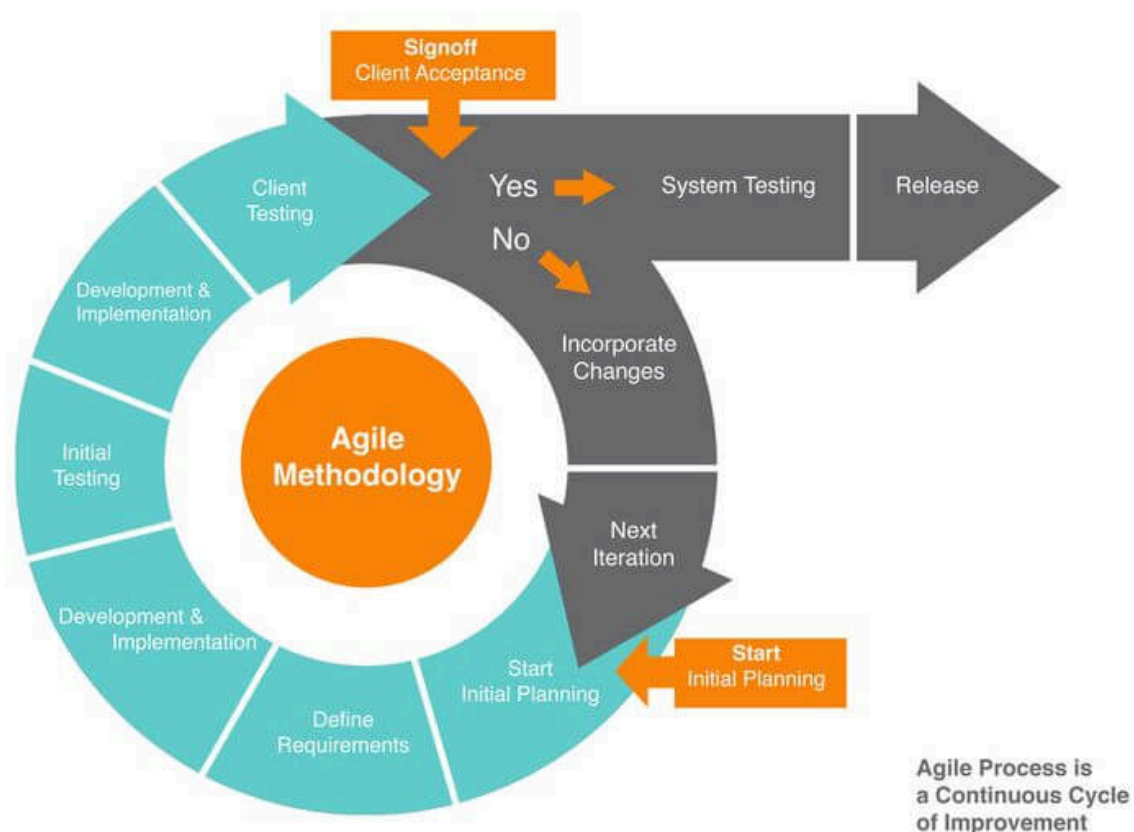 Signoff
Client Acceptance
Client
Testing
Yes
System Testing
Release
No
Development &
Implementation
Incorporate
Changes
Initial
Testing
Agile
Methodology
Next
Iteration
Development &
Implementation
Start
Initial Planning
Start
Initial Planning
Define
Requirements
Agile Process is
a Continuous Cycle
of Improvement